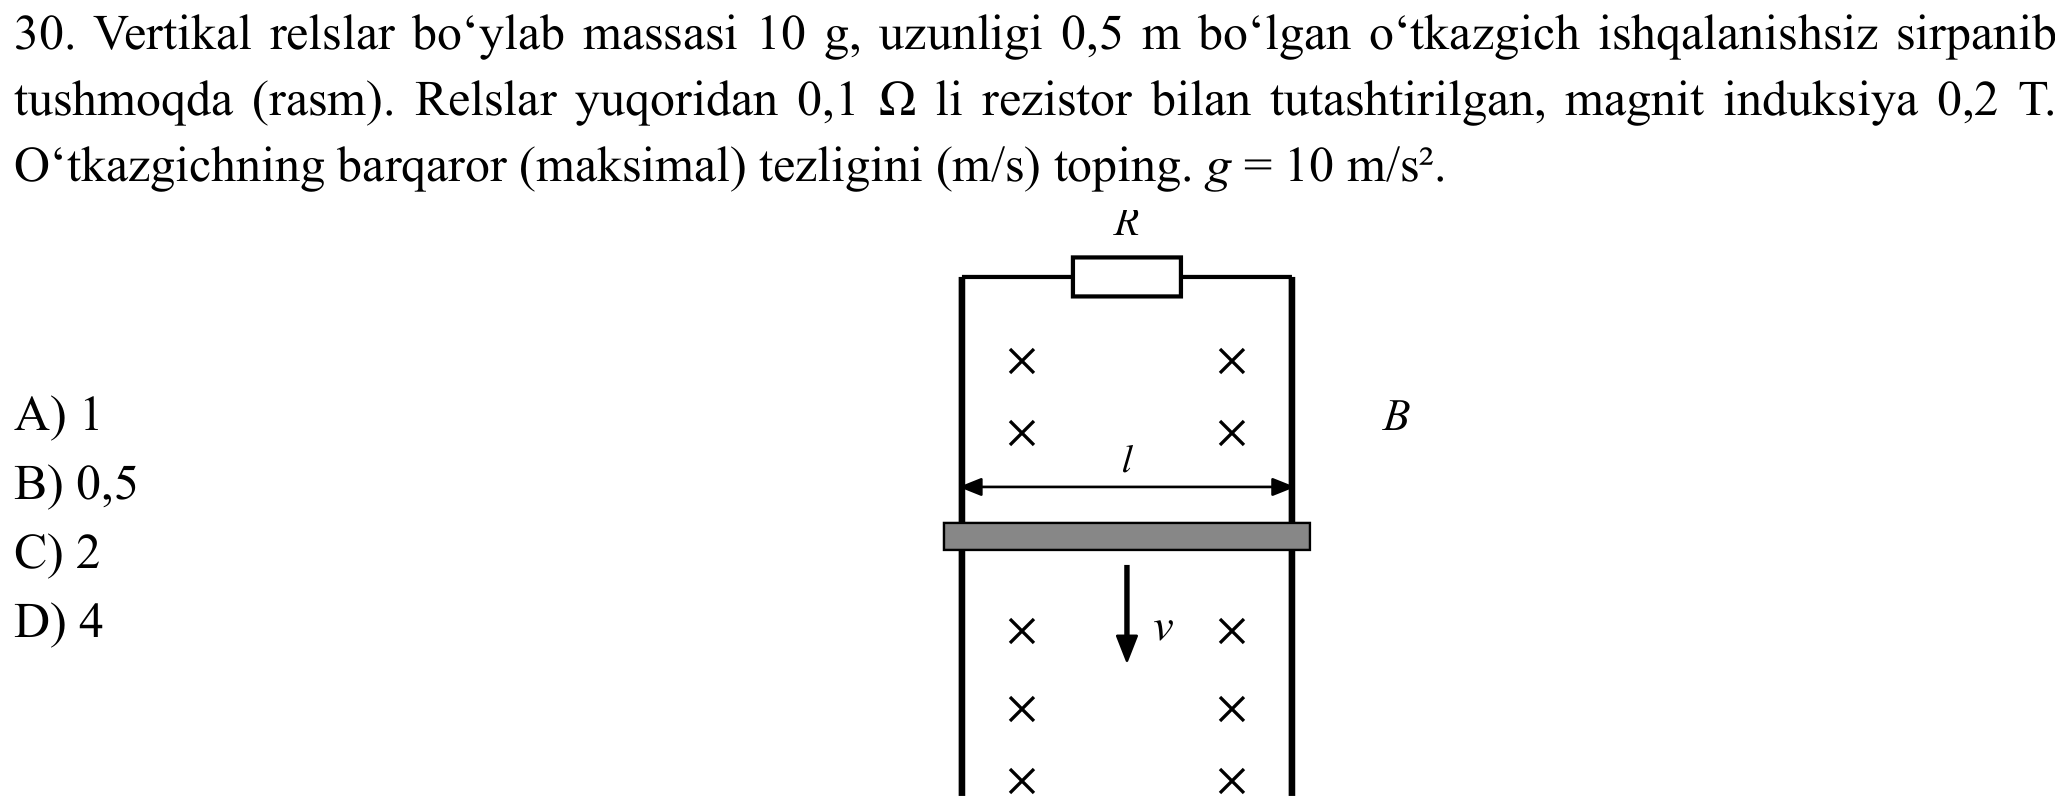 30. Vertikal relslar bo‘ylab massasi 10 g, uzunligi 0,5 m bo‘lgan o‘tkazgich ishqalanishsiz sirpanib
tushmoqda (rasm). Relslar yuqoridan 0,1 Ω li rezistor bilan tutashtirilgan, magnit induksiya 0,2 T.
O‘tkazgichning barqaror (maksimal) tezligini (m/s) toping. g = 10 m/s².
R
A) 1
B
l
B) 0,5
C) 2
D) 4
v